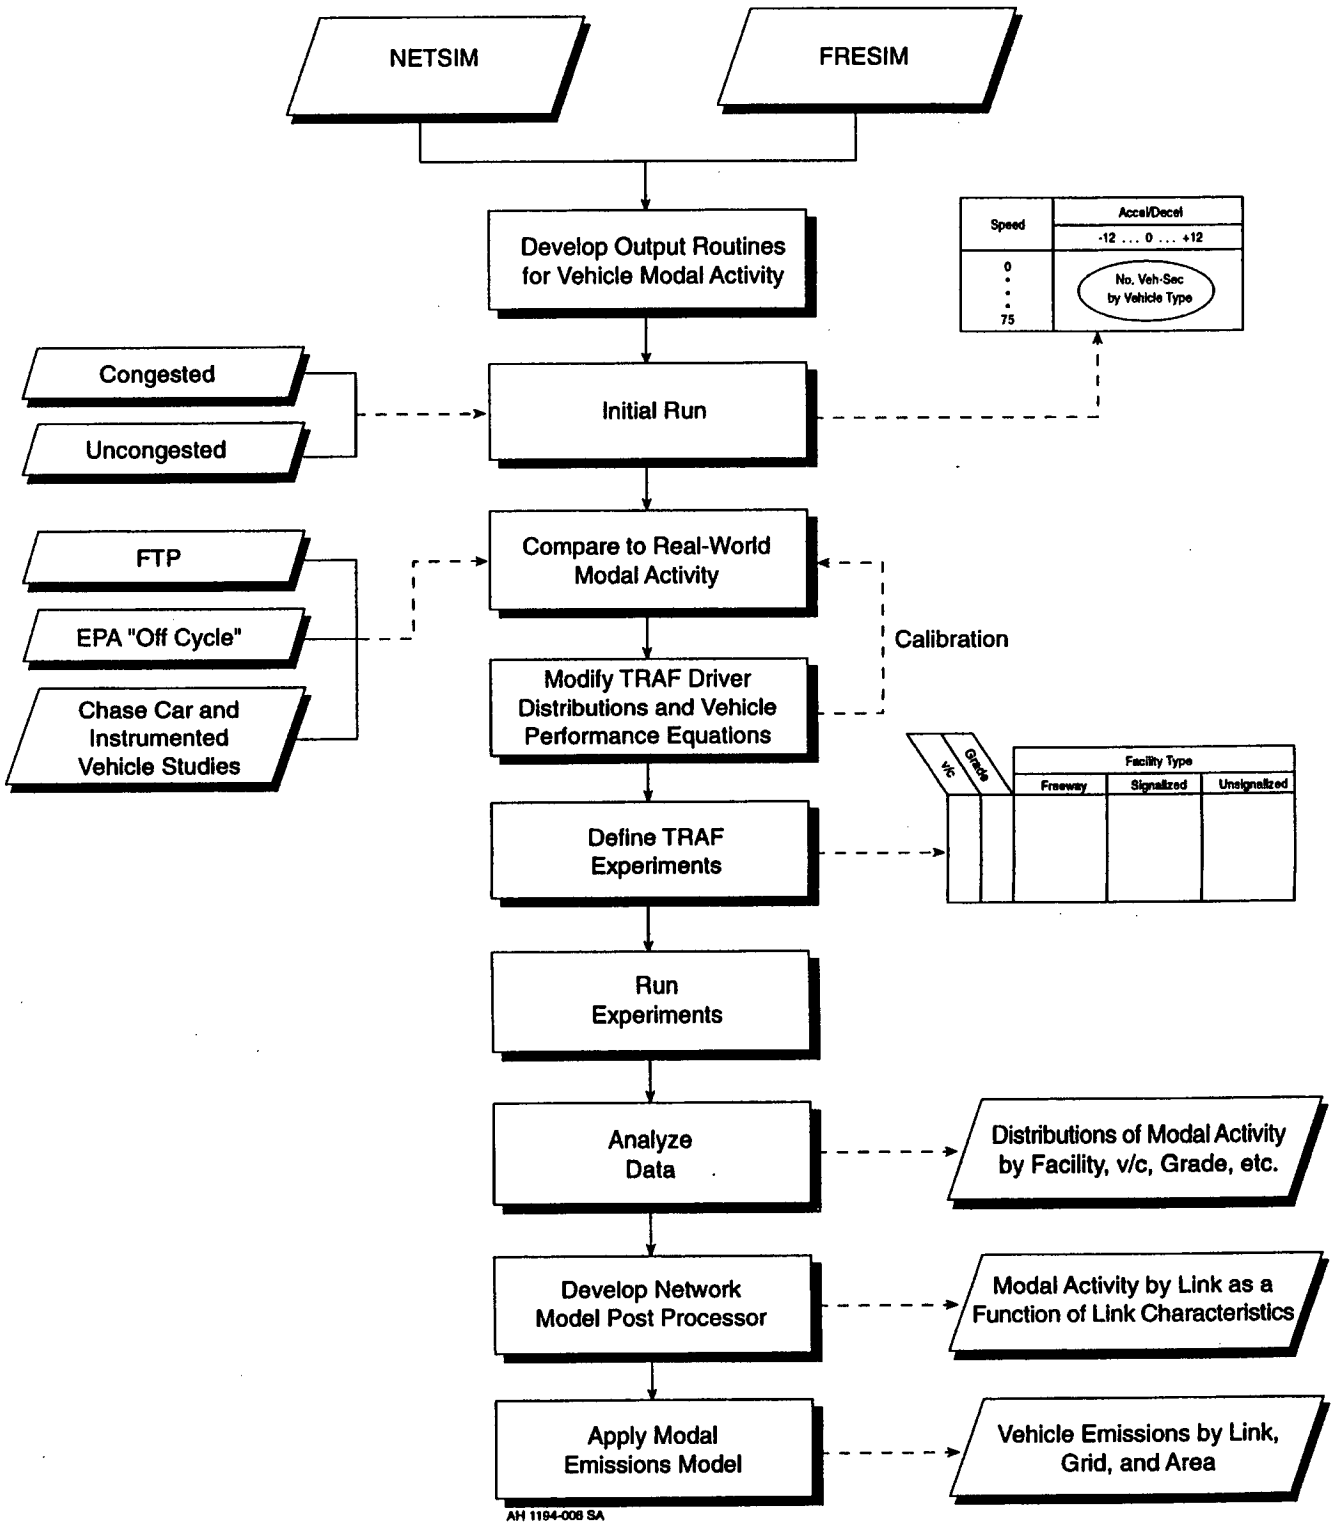 NETSIM
FRESIM
Develop Output Routines
for Vehicle Modal Activity
Speed
Accel/Decel
-12 ... 0 ... +12
0
75
No. Veh-Sec
by Vehicle Type
Congested
Uncongested
Initial Run
FTP
EPA "Off Cycle"
Chase Car and
Instrumented
Vehicle Studies
Compare to Real-World
Modal Activity
Calibration
Modify TRAF Driver
Distributions and Vehicle
Performance Equations
v/c
Grade
Facility Type
Freeway
Signalized
Unsignalized
Define TRAF
Experiments
Run
Experiments
Analyze
Data
Distributions of Modal Activity
by Facility, v/c, Grade, etc.
Develop Network
Model Post Processor
Modal Activity by Link as a
Function of Link Characteristics
Apply Modal
Emissions Model
Vehicle Emissions by Link,
Grid, and Area
AH 1194-006 SA